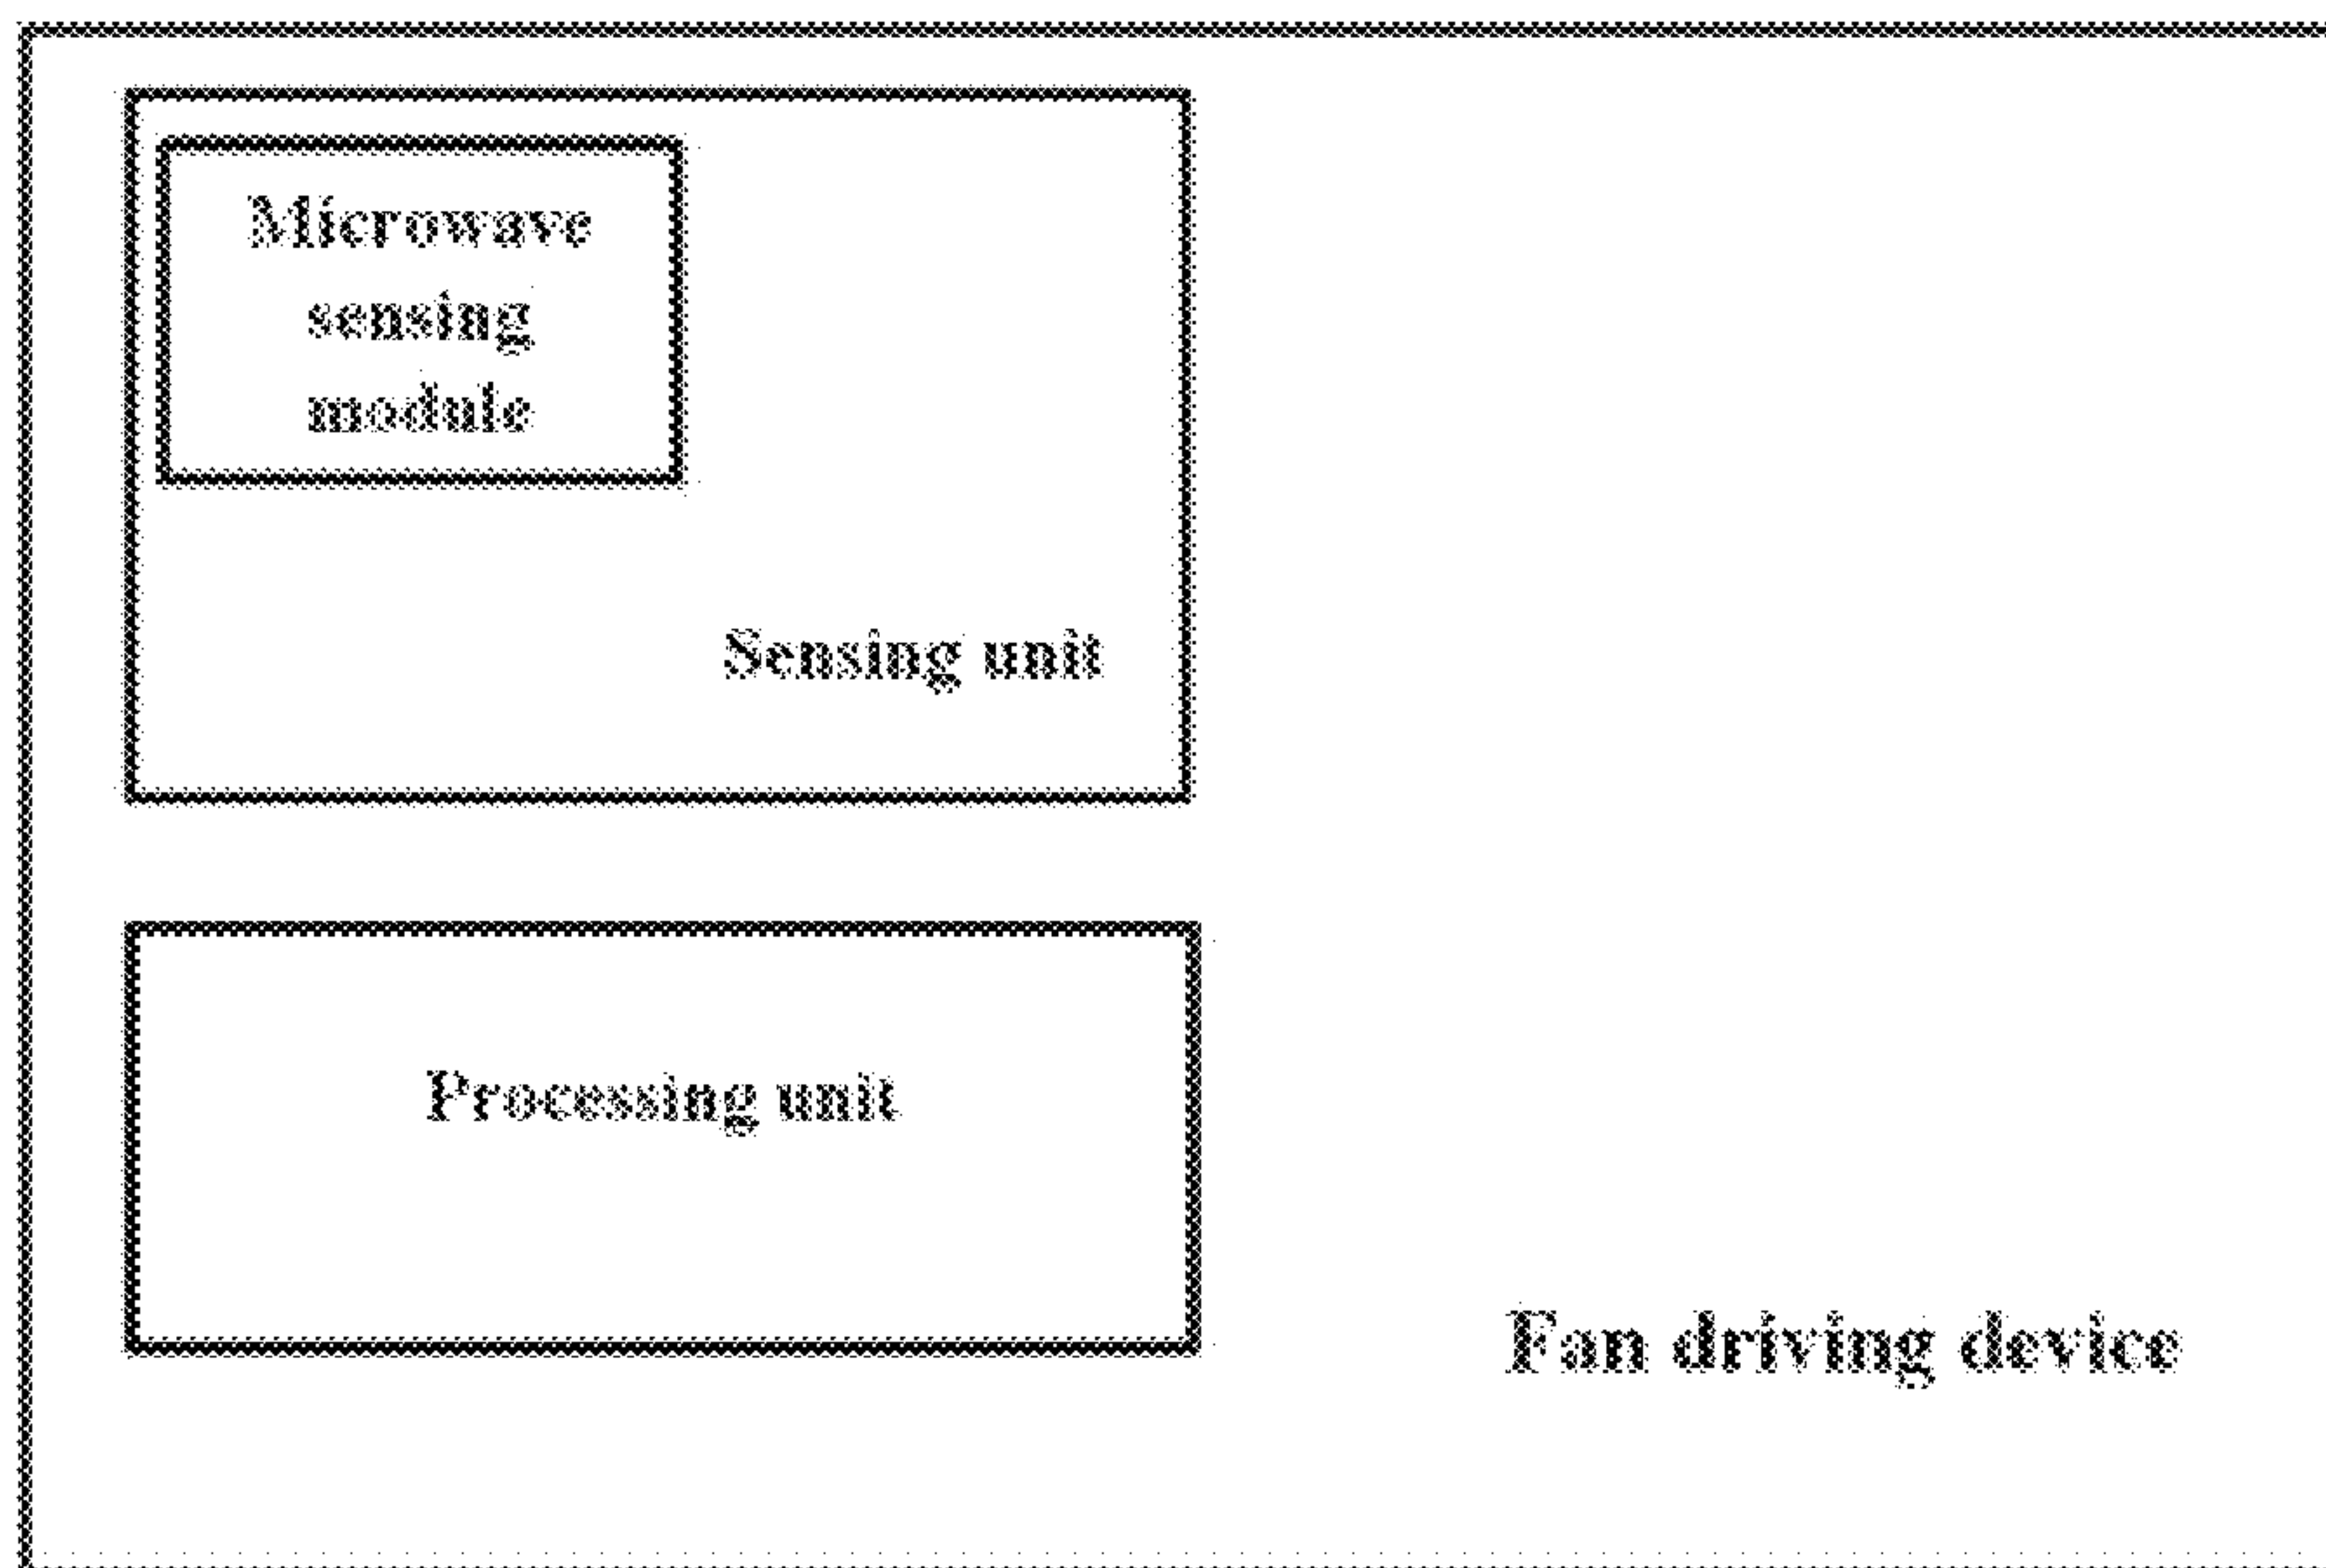 Microwave
sensing
module
Sensing unit
Processing unit
Fan driving device